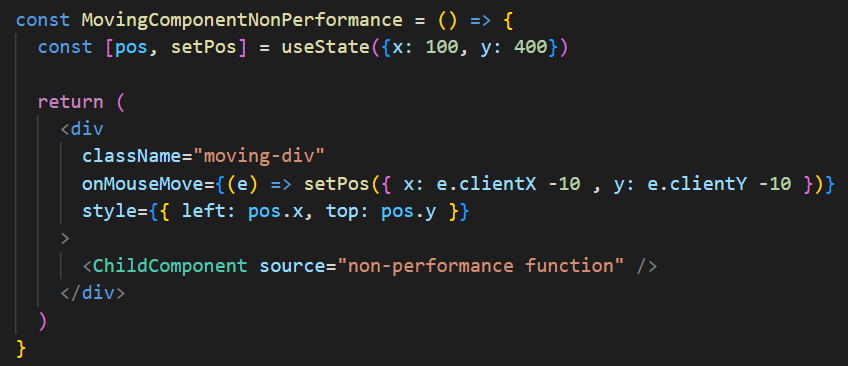 const MovingComponentNonPerformance = () => {
  const [pos, setPos] = useState({x: 100, y: 400})

  return (
    <div
      className="moving-div"
      onMouseMove={(e) => setPos({ x: e.clientX -10 , y: e.clientY -10 })}
      style={{ left: pos.x, top: pos.y }}
    >
      <ChildComponent source="non-performance function" />
    </div>
  )
}